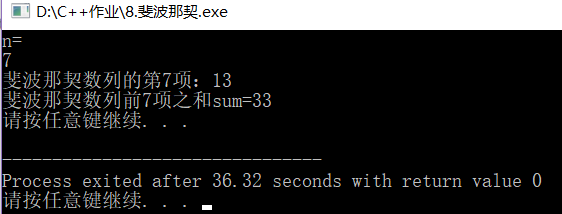 D:\C++作业\8.斐波那契.exe
n=
7
斐波那契数列的第7项：13
斐波那契数列前7项之和sum=33
请按任意键继续. . .
--------------------------------
Process exited after 36.32 seconds with return value 0
请按任意键继续. . .